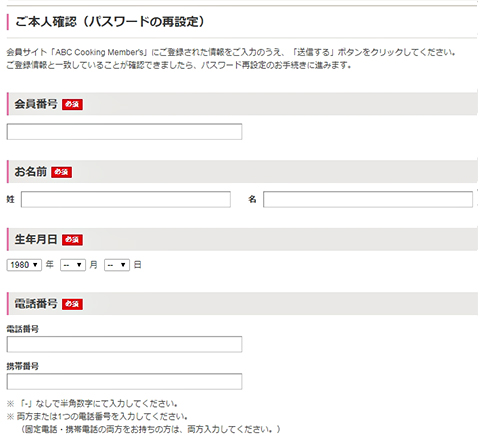 ご本人確認（パスワードの再設定）
会員サイト「ABC Cooking Member's」にご登録された情報をご入力のうえ、「送信する」ボタンをクリックしてください。
ご登録情報と一致していることが確認できましたら、パスワード再設定のお手続きに進みます。
会員番号 必須
お名前 必須
姓 名
生年月日 必須
1980 年 -- 月 -- 日
電話番号 必須
電話番号
携帯番号
※ 「-」なしで半角数字にて入力してください。
※ 両方または1つの電話番号を入力してください。
（固定電話・携帯電話の両方をお持ちの方は、両方入力してください。）